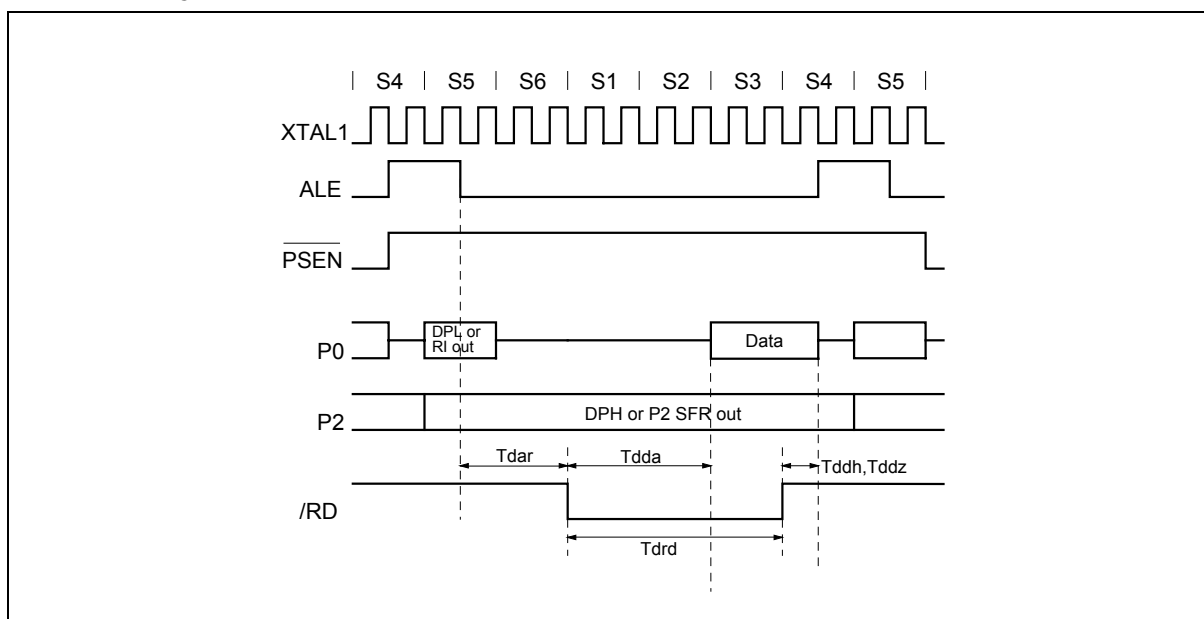 | S4 | S5 | S6 | S1 | S2 | S3 | S4 | S5 |
XTAL1
ALE
PSEN
P0
DPL or
RI out
Data
P2
DPH or P2 SFR out
Tdar
Tdda
Tddh,Tddz
/RD
Tdrd